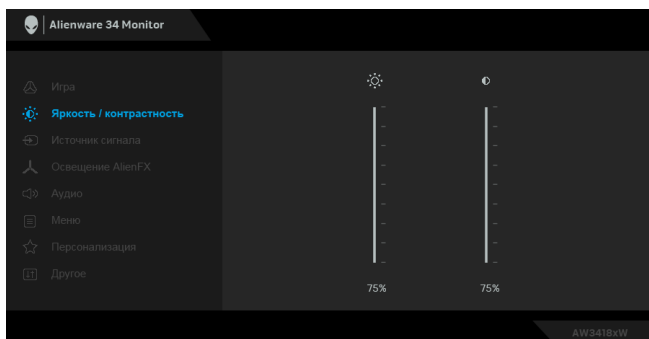 Alienware 34 Monitor
Игра
Яркость / контрастность
Источник сигнала
Освещение AlienFX
Аудио
Меню
Персонализация
Другое
75%
75%
AW3418xW